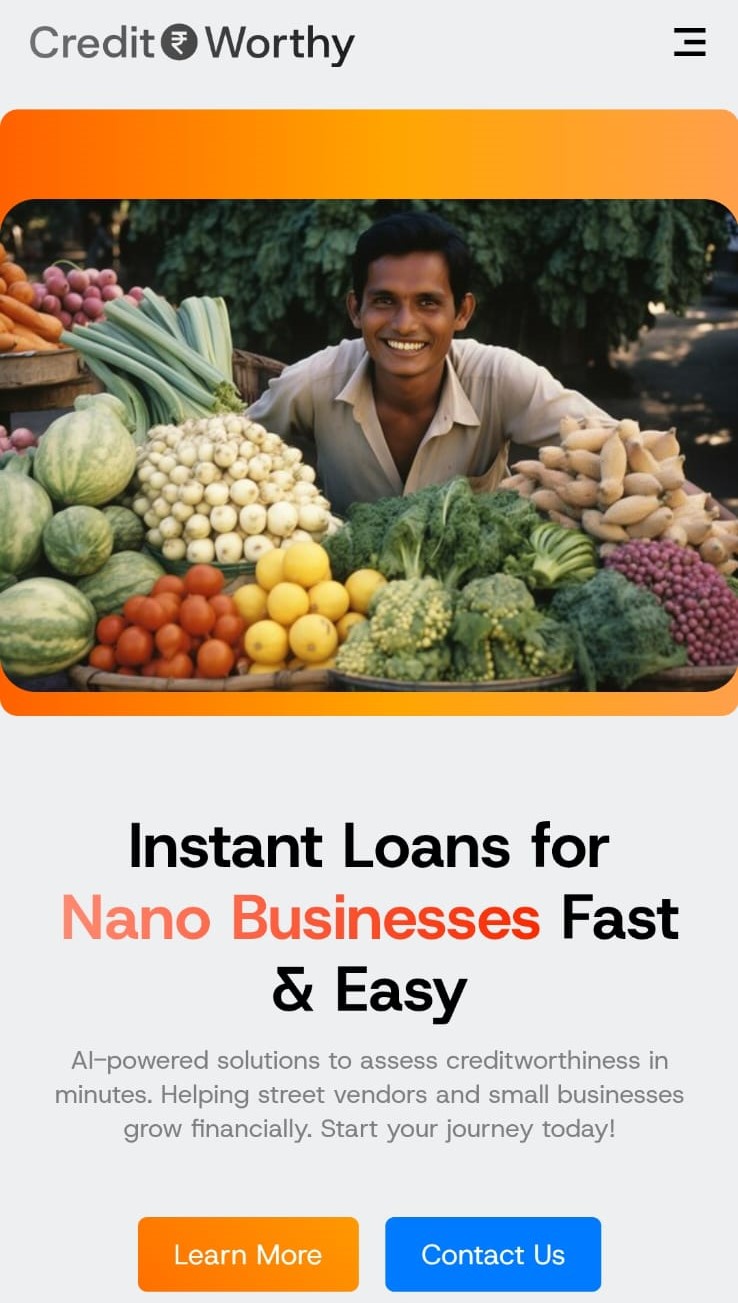 Credit ₹ Worthy
Instant Loans for
Nano Businesses Fast
& Easy
AI-powered solutions to assess creditworthiness in
minutes. Helping street vendors and small businesses
grow financially. Start your journey today!
Learn More
Contact Us